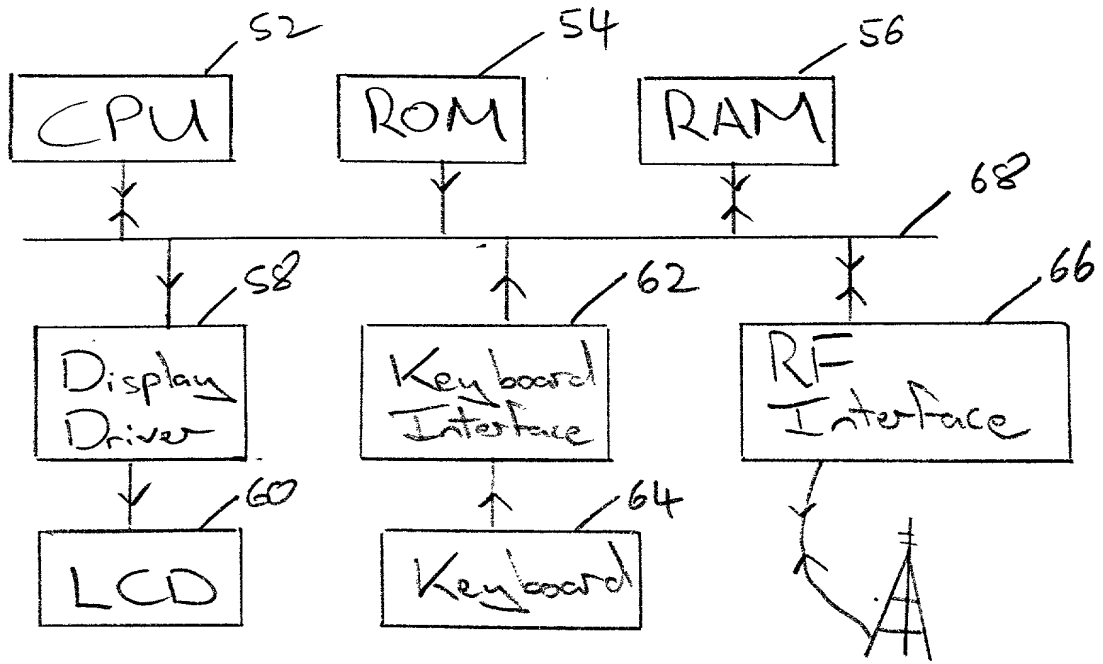 52
54
56
CPU
ROM
RAM
68
58
62
66
Display
Driver
Keyboard
Interface
RF
Interface
60
64
LCD
Keyboard